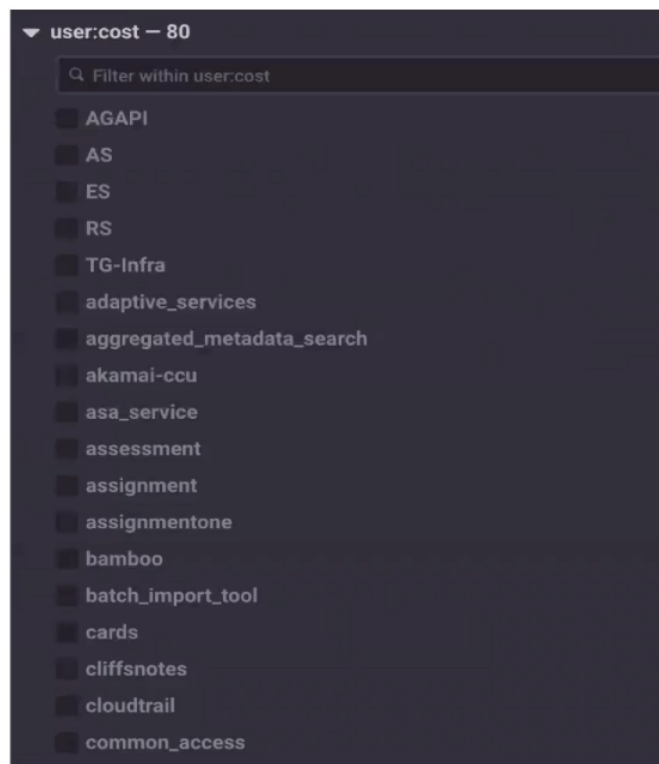 user:cost — 80
Filter within user:cost
AGAPI
AS
ES
RS
TG-Infra
adaptive_services
aggregated_metadata_search
akamai-ccu
asa_service
assessment
assignment
assignmentone
bamboo
batch_import_tool
cards
cliffsnotes
cloudtrail
common_access